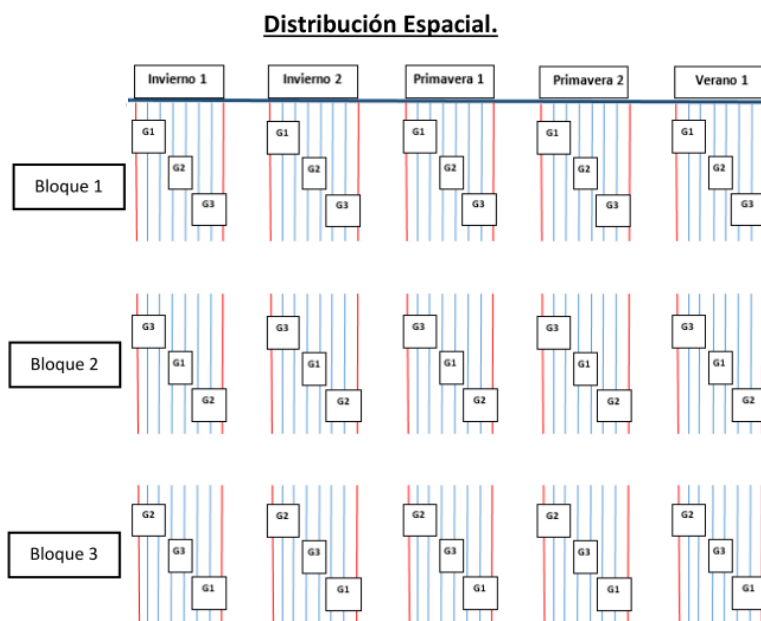 Distribución Espacial.
Invierno 1 Invierno 2 Primavera 1 Primavera 2 Verano 1
G1 G1 G1 G1 G1
G2 G2 G2 G2 G2
Bloque 1
G3 G3 G3 G3 G3
G3 G3 G3 G3 G3
Bloque 2 G1 G1 G1 G1 G1
G2 G2 G2 G2 G2
G2 G2 G2 G2 G2
Bloque 3 G3 G3 G3 G3 G3
G1 G1 G1 G1 G1